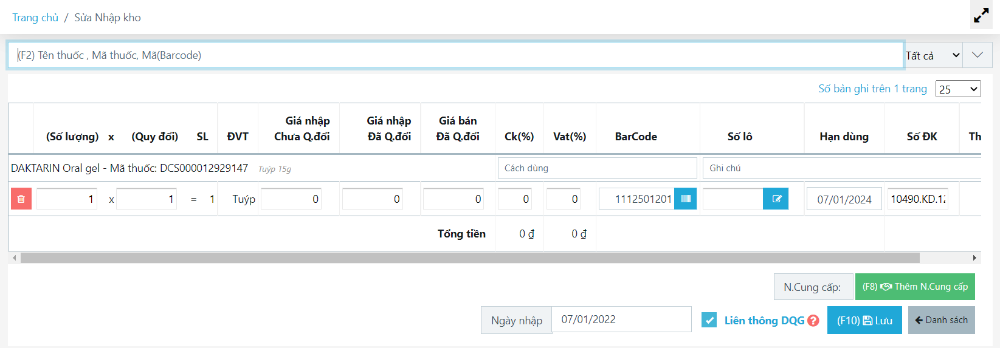 Trang chủ / Sửa Nhập kho
(F2) Tên thuốc , Mã thuốc, Mã(Barcode)
Tất cả
Số bản ghi trên 1 trang 25
(Số lượng) x (Quy đổi) SL ĐVT Giá nhập Chưa Q.đổi Giá nhập Đã Q.đổi Giá bán Đã Q.đổi Ck(%) Vat(%) BarCode Số lô Hạn dùng Số ĐK Th
DAKTARIN Oral gel - Mã thuốc: DCS000012929147 Tuýp 15g Cách dùng Ghi chú
1 x 1 = 1 Tuýp 0 0 0 0 0 1112501201 07/01/2024 10490.KD.12
Tổng tiền 0 ₫ 0 ₫
N.Cung cấp: (F8) Thêm N.Cung cấp
Ngày nhập 07/01/2022 Liên thông DQG ? (F10) Lưu Danh sách